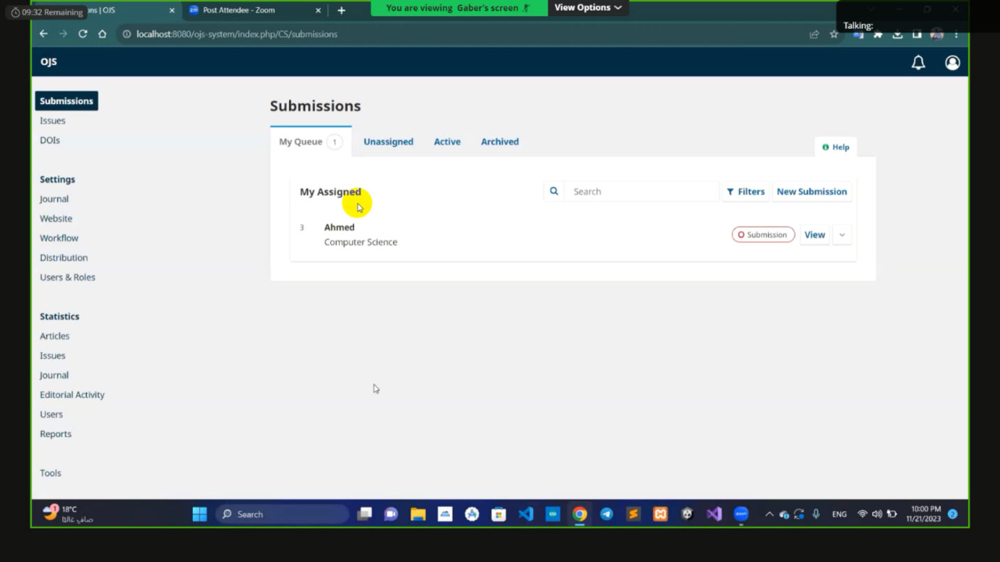 09:32 Remaining
ons | OJS
Post Attendee - Zoom
You are viewing Gaber's screen
View Options
Talking:
localhost:8080/ojs-system/index.php/CS/submissions
OJS
Submissions
Issues
DOIs
Settings
Journal
Website
Workflow
Distribution
Users & Roles
Statistics
Articles
Issues
Journal
Editorial Activity
Users
Reports
Tools
Submissions
My Queue 1
Unassigned
Active
Archived
Help
My Assigned
Search
Filters
New Submission
3
Ahmed
Computer Science
Submission
View
1
18°C
صافي غالبًا
Search
ENG
10:00 PM
11/21/2023
2